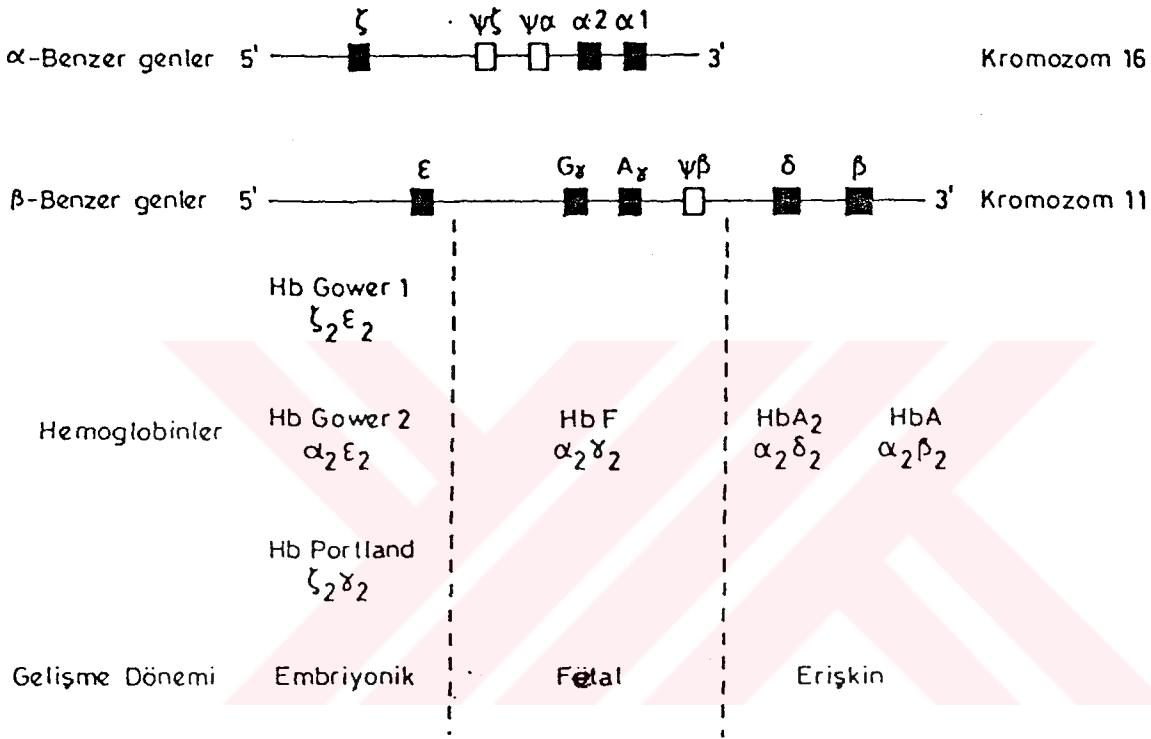 ζ ψζ ψα α2 α1
α-Benzer genler 5' 3' Kromozom 16
ε Gγ Aγ ψβ δ β
β-Benzer genler 5' 3' Kromozom 11
Hb Gower 1
ζ2ε2
Hemoglobinler Hb Gower 2 Hb F HbA2 HbA
α2ε2 α2γ2 α2δ2 α2β2
Hb Portland
ζ2γ2
Gelişme Dönemi Embriyonik Fetal Erişkin